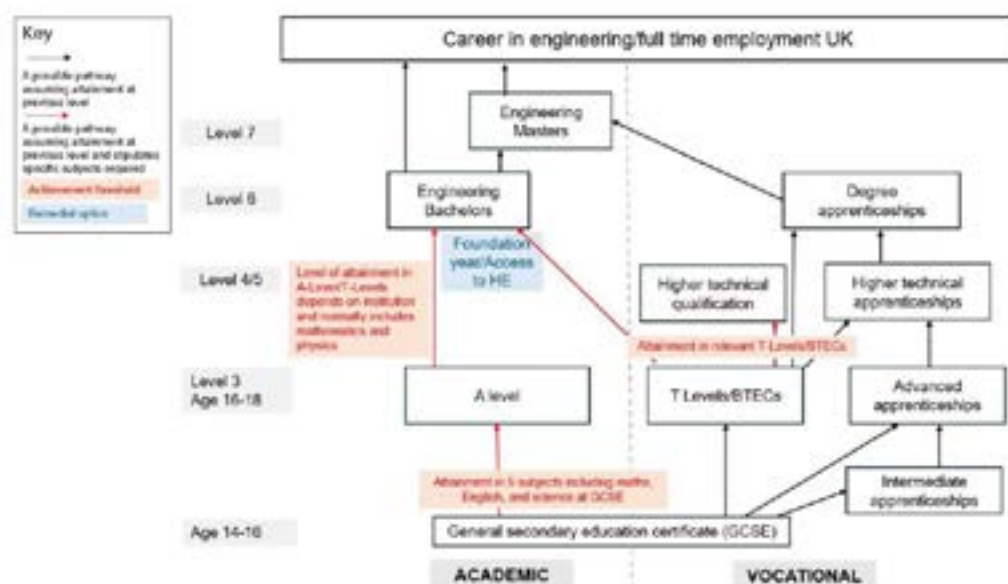 Key
A possible pathway
assuming attainment at
previous level
A possible pathway
assuming attainment at
previous level and stipulates
specific subjects required
Achievement threshold
Remedial option
Career in engineering/full time employment UK
Level 7
Engineering
Masters
Level 6
Engineering
Bachelors
Degree
apprenticeships
Foundation
year/Access
to HE
Level 4/5
Level of attainment in
A-Level/T-Levels
depends on institution
and normally includes
mathematics and
physics
Higher technical
qualification
Higher technical
apprenticeships
Attainment in relevant T-Levels/BTECs
Level 3
Age 16-18
A level
T Levels/BTECs
Advanced
apprenticeships
Attainment in 5 subjects including maths,
English, and science at GCSE
Intermediate
apprenticeships
Age 14-16
General secondary education certificate (GCSE)
ACADEMIC
VOCATIONAL